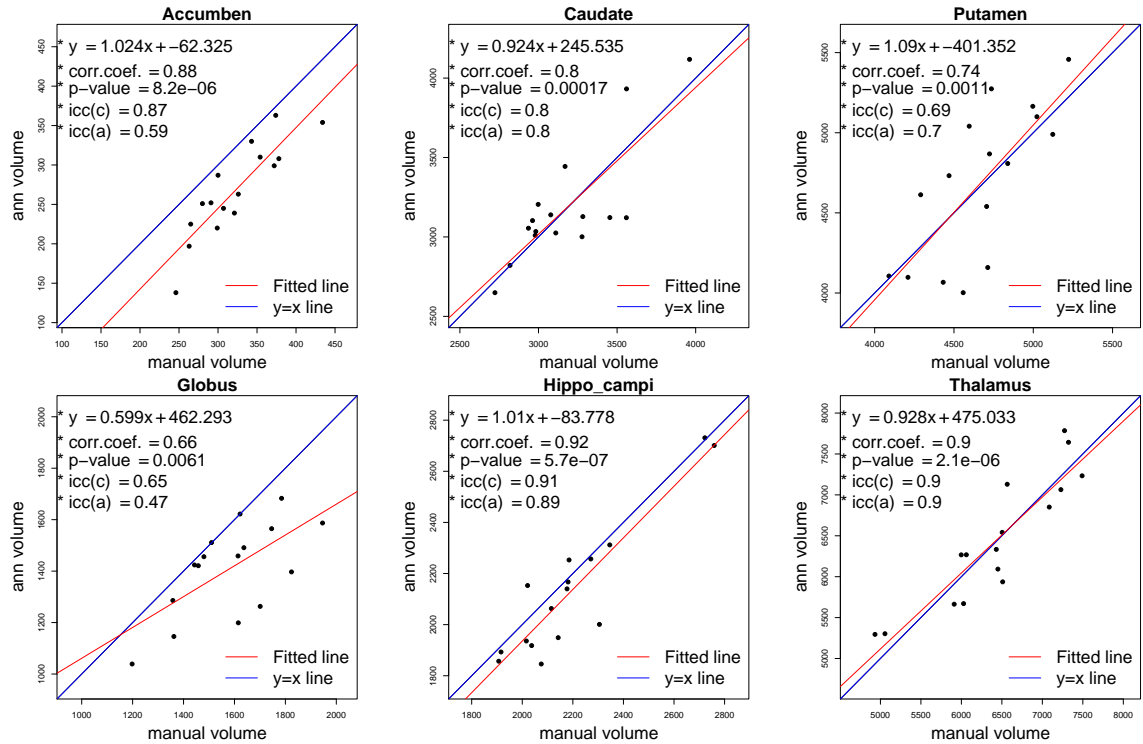 Accumben
* y = 1.024x + −62.325
* corr.coef. = 0.88
* p−value = 8.2e−06
* icc(c) = 0.87
* icc(a) = 0.59
Fitted line
y=x line
100 150 200 250 300 350 400 450
100 150 200 250 300 350 400 450
manual volume
ann volume
Caudate
* y = 0.924x + 245.535
* corr.coef. = 0.8
* p−value = 0.00017
* icc(c) = 0.8
* icc(a) = 0.8
Fitted line
y=x line
2500 3000 3500 4000
2500 3000 3500 4000
manual volume
ann volume
Putamen
* y = 1.09x + −401.352
* corr.coef. = 0.74
* p−value = 0.0011
* icc(c) = 0.69
* icc(a) = 0.7
Fitted line
y=x line
4000 4500 5000 5500
4000 4500 5000 5500
manual volume
ann volume
Globus
* y = 0.599x + 462.293
* corr.coef. = 0.66
* p−value = 0.0061
* icc(c) = 0.65
* icc(a) = 0.47
Fitted line
y=x line
1000 1200 1400 1600 1800 2000
1000 1200 1400 1600 1800 2000
manual volume
ann volume
Hippo_campi
* y = 1.01x + −83.778
* corr.coef. = 0.92
* p−value = 5.7e−07
* icc(c) = 0.91
* icc(a) = 0.89
Fitted line
y=x line
1800 2000 2200 2400 2600 2800
1800 2000 2200 2400 2600 2800
manual volume
ann volume
Thalamus
* y = 0.928x + 475.033
* corr.coef. = 0.9
* p−value = 2.1e−06
* icc(c) = 0.9
* icc(a) = 0.9
Fitted line
y=x line
5000 5500 6000 6500 7000 7500 8000
5000 5500 6000 6500 7000 7500 8000
manual volume
ann volume